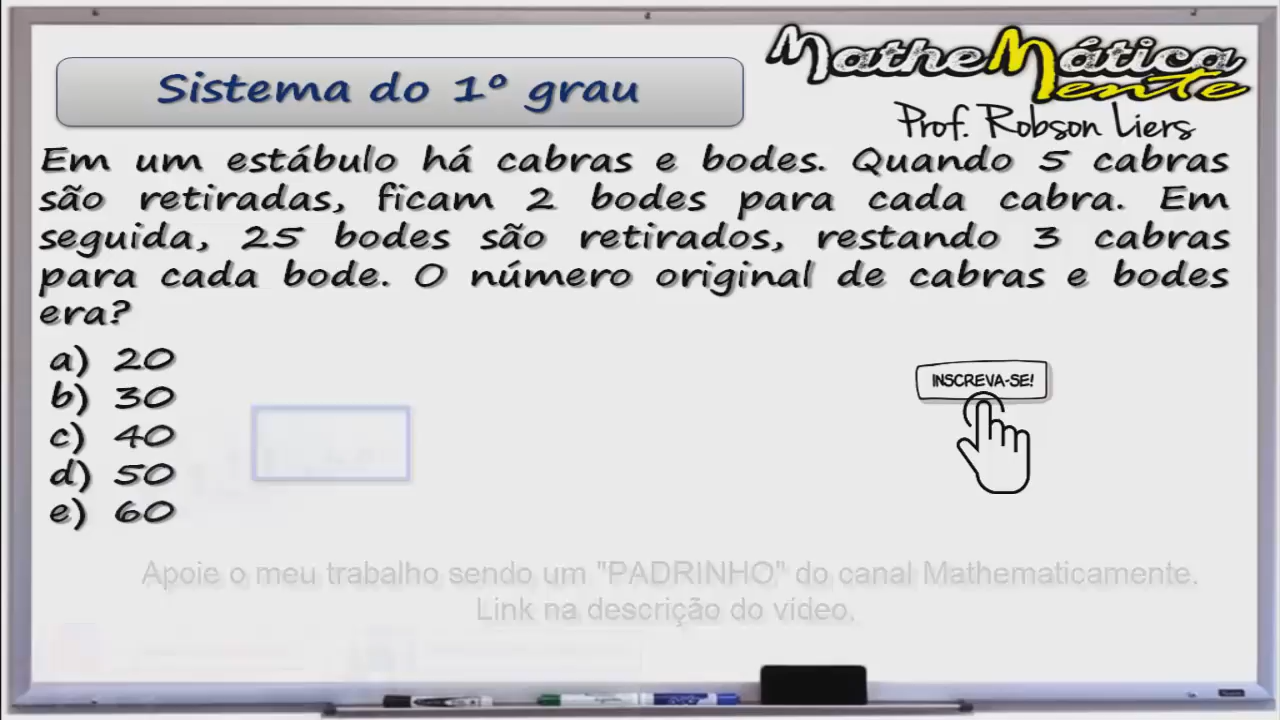 MatheMática
Mente
Sistema do 1º grau
Prof. Robson Liers
Em um estábulo há cabras e bodes. Quando 5 cabras
são retiradas, ficam 2 bodes para cada cabra. Em
seguida, 25 bodes são retirados, restando 3 cabras
para cada bode. O número original de cabras e bodes
era?
a) 20
b) 30
c) 40
d) 50
e) 60
INSCREVA-SE!
Apoie o meu trabalho sendo um "PADRINHO" do canal Mathematicamente.
Link na descrição do vídeo.